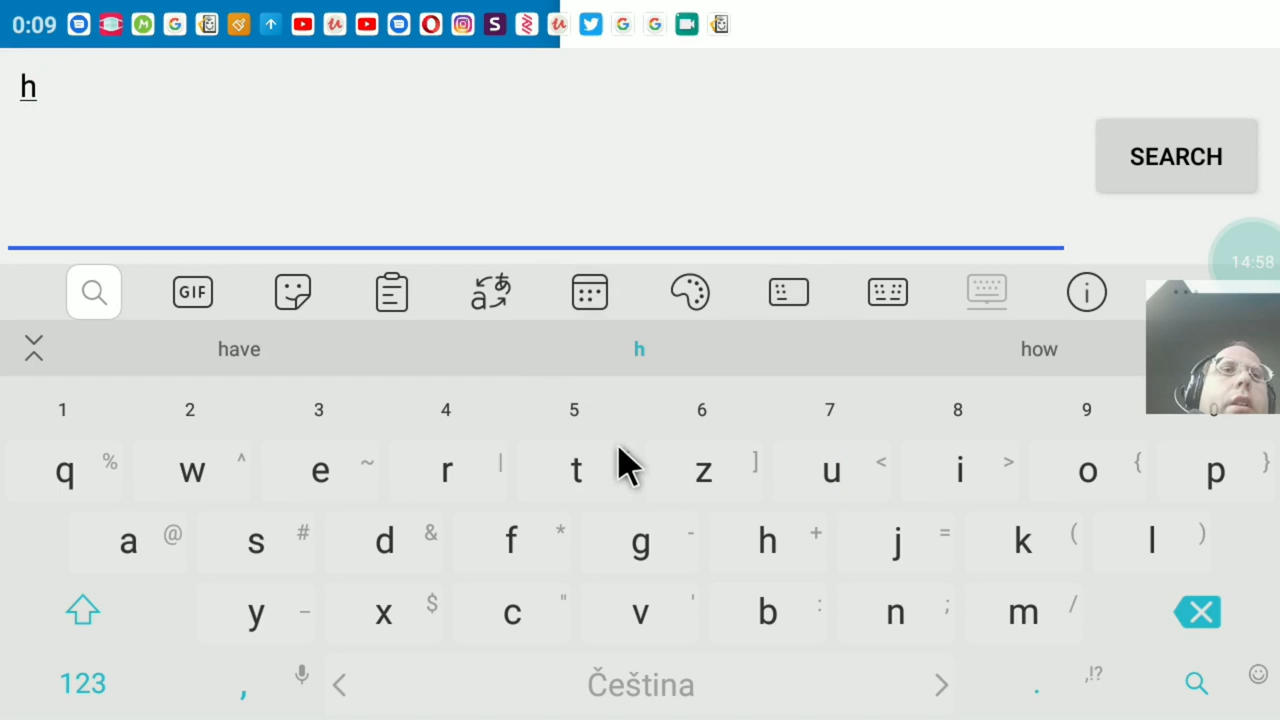 0:09
h
SEARCH
14:58
GIF
have h how
1 2 3 4 5 6 7 8 9 0
q % w ^ e ~ r | t z ] u < i > o { p }
a @ s # d & f * g - h + j = k ( l )
y _ x $ c " v ' b : n ; m /
123 , < Čeština > . ,!?